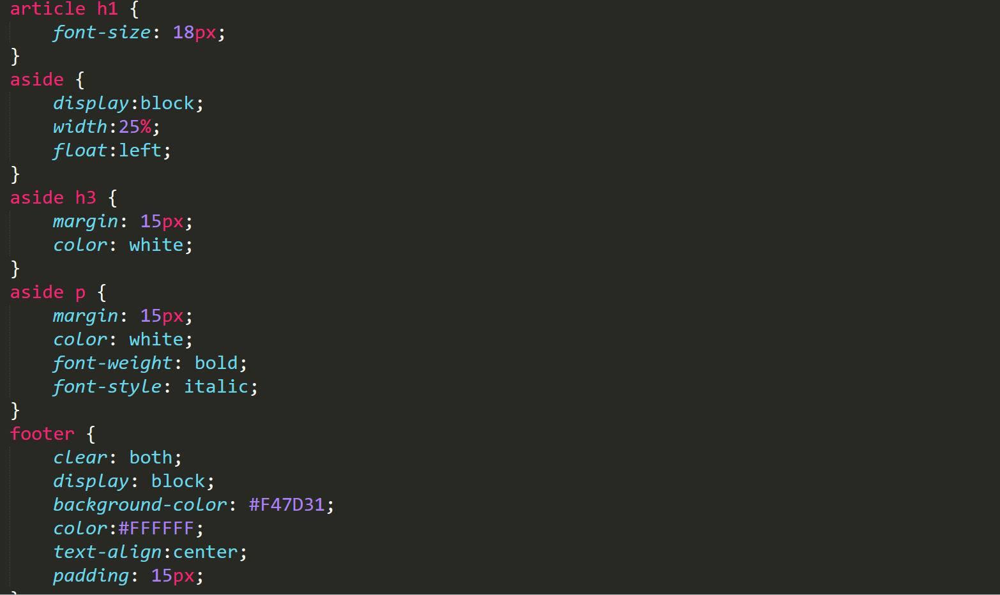 article h1 {
    font-size: 18px;
}
aside {
    display:block;
    width:25%;
    float:left;
}
aside h3 {
    margin: 15px;
    color: white;
}
aside p {
    margin: 15px;
    color: white;
    font-weight: bold;
    font-style: italic;
}
footer {
    clear: both;
    display: block;
    background-color: #F47D31;
    color:#FFFFFF;
    text-align:center;
    padding: 15px;
}